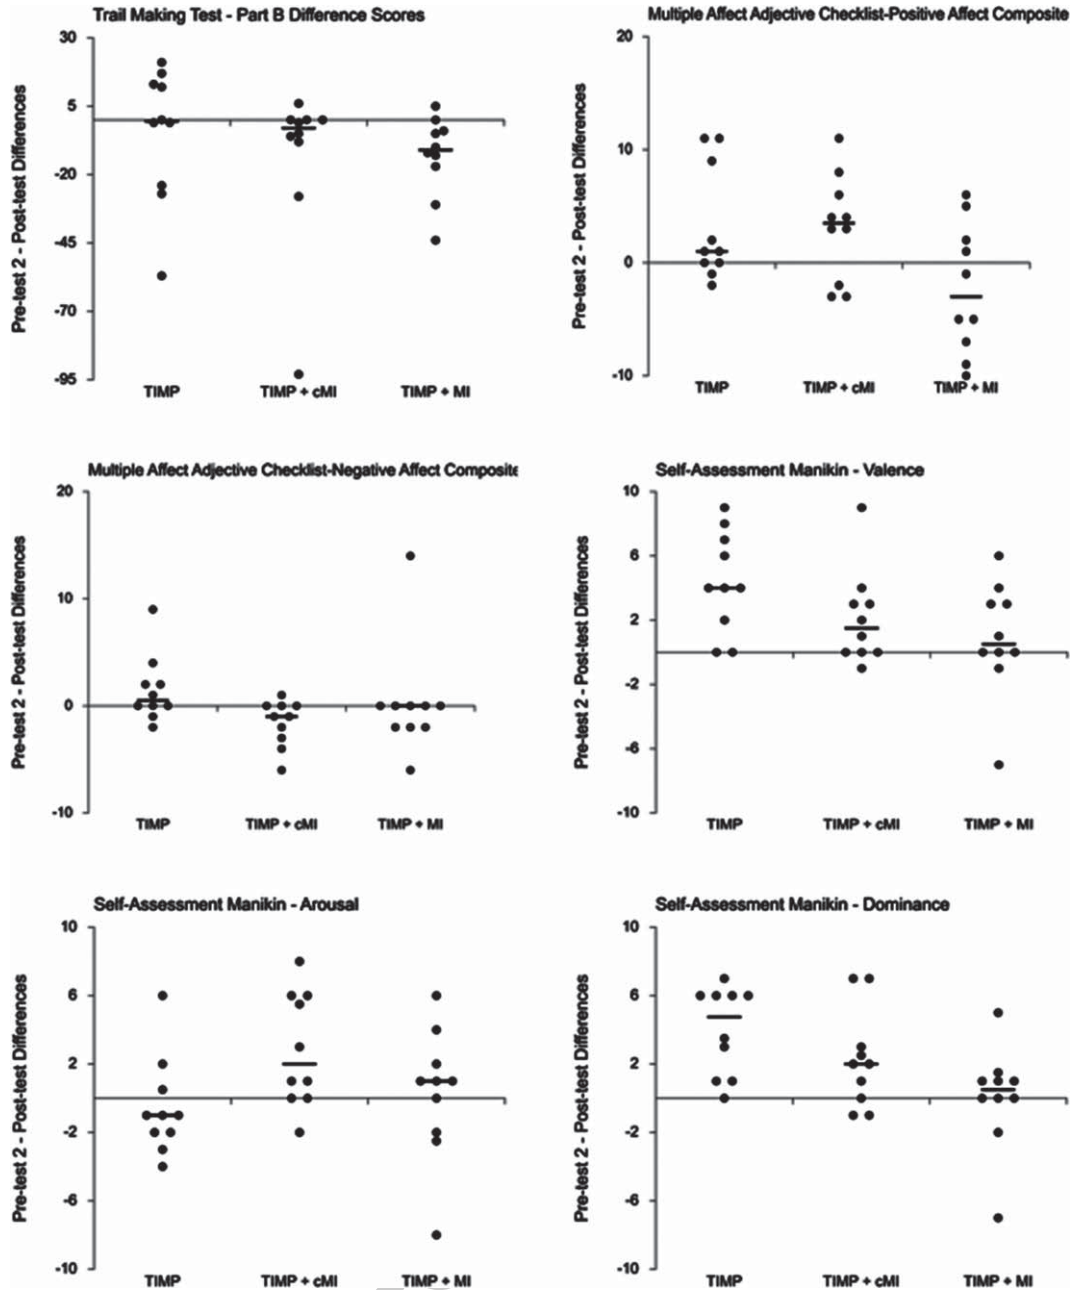 Trail Making Test - Part B Difference Scores
30
5
-20
-45
-70
-95
Pre-test 2 - Post-test Differences
TIMP TIMP + cMI TIMP + MI
Multiple Affect Adjective Checklist-Positive Affect Composite
20
10
0
-10
Pre-test 2 - Post-test Differences
TIMP TIMP + cMI TIMP + MI
Multiple Affect Adjective Checklist-Negative Affect Composite
20
10
0
-10
Pre-test 2 - Post-test Differences
TIMP TIMP + cMI TIMP + MI
Self-Assessment Manikin - Valence
10
6
2
-2
-6
-10
Pre-test 2 - Post-test Differences
TIMP TIMP + cMI TIMP + MI
Self-Assessment Manikin - Arousal
10
6
2
-2
-6
-10
Pre-test 2 - Post-test Differences
TIMP TIMP + cMI TIMP + MI
Self-Assessment Manikin - Dominance
10
6
2
-2
-6
-10
Pre-test 2 - Post-test Differences
TIMP TIMP + cMI TIMP + MI